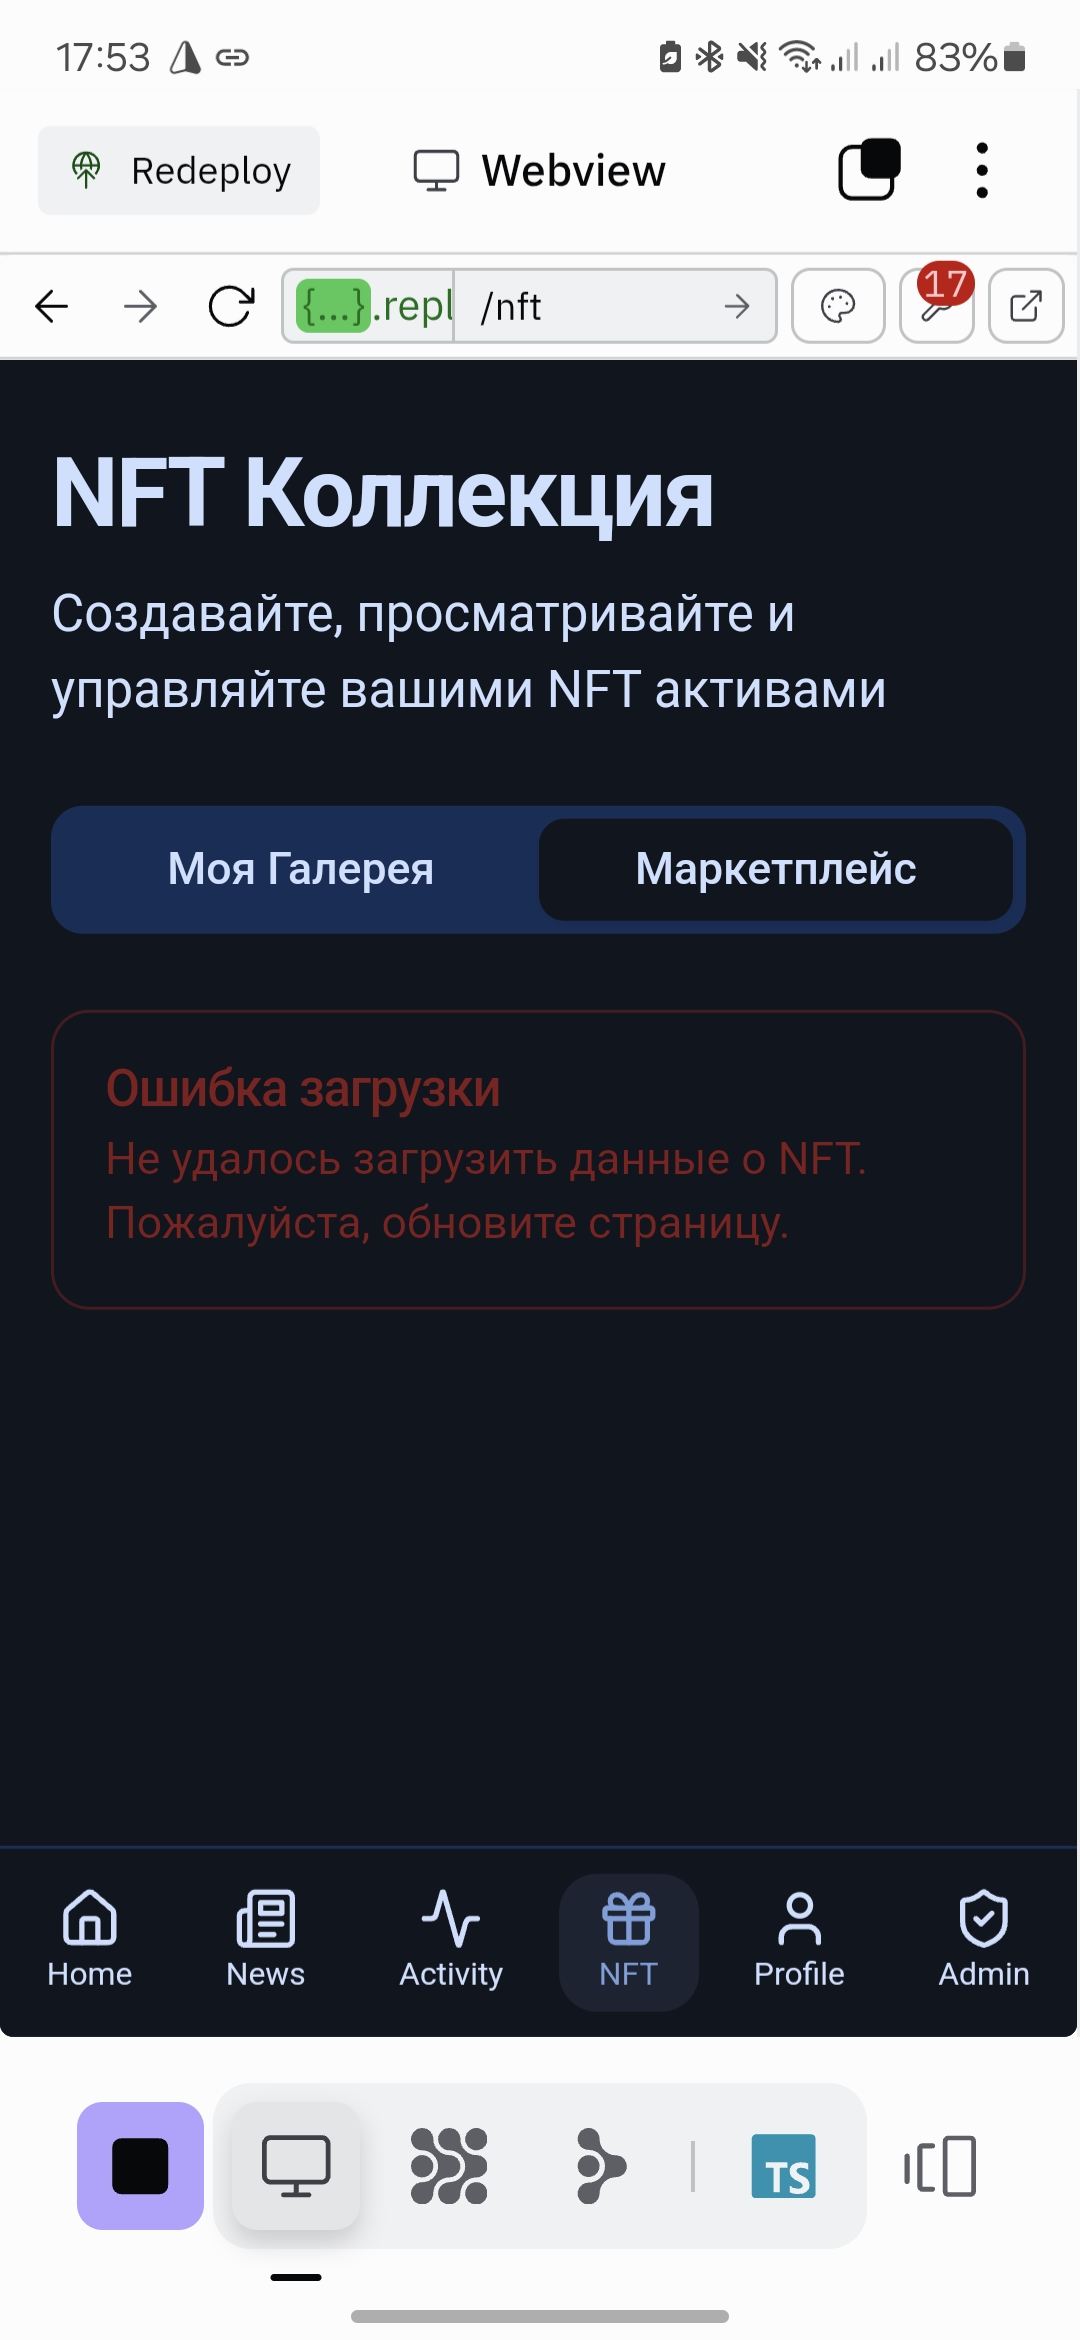 17:53
83%
Redeploy
Webview
{...}.repl
/nft
17
NFT Коллекция
Создавайте, просматривайте и
управляйте вашими NFT активами
Моя Галерея
Маркетплейс
Ошибка загрузки
Не удалось загрузить данные о NFT.
Пожалуйста, обновите страницу.
Home
News
Activity
NFT
Profile
Admin
TS